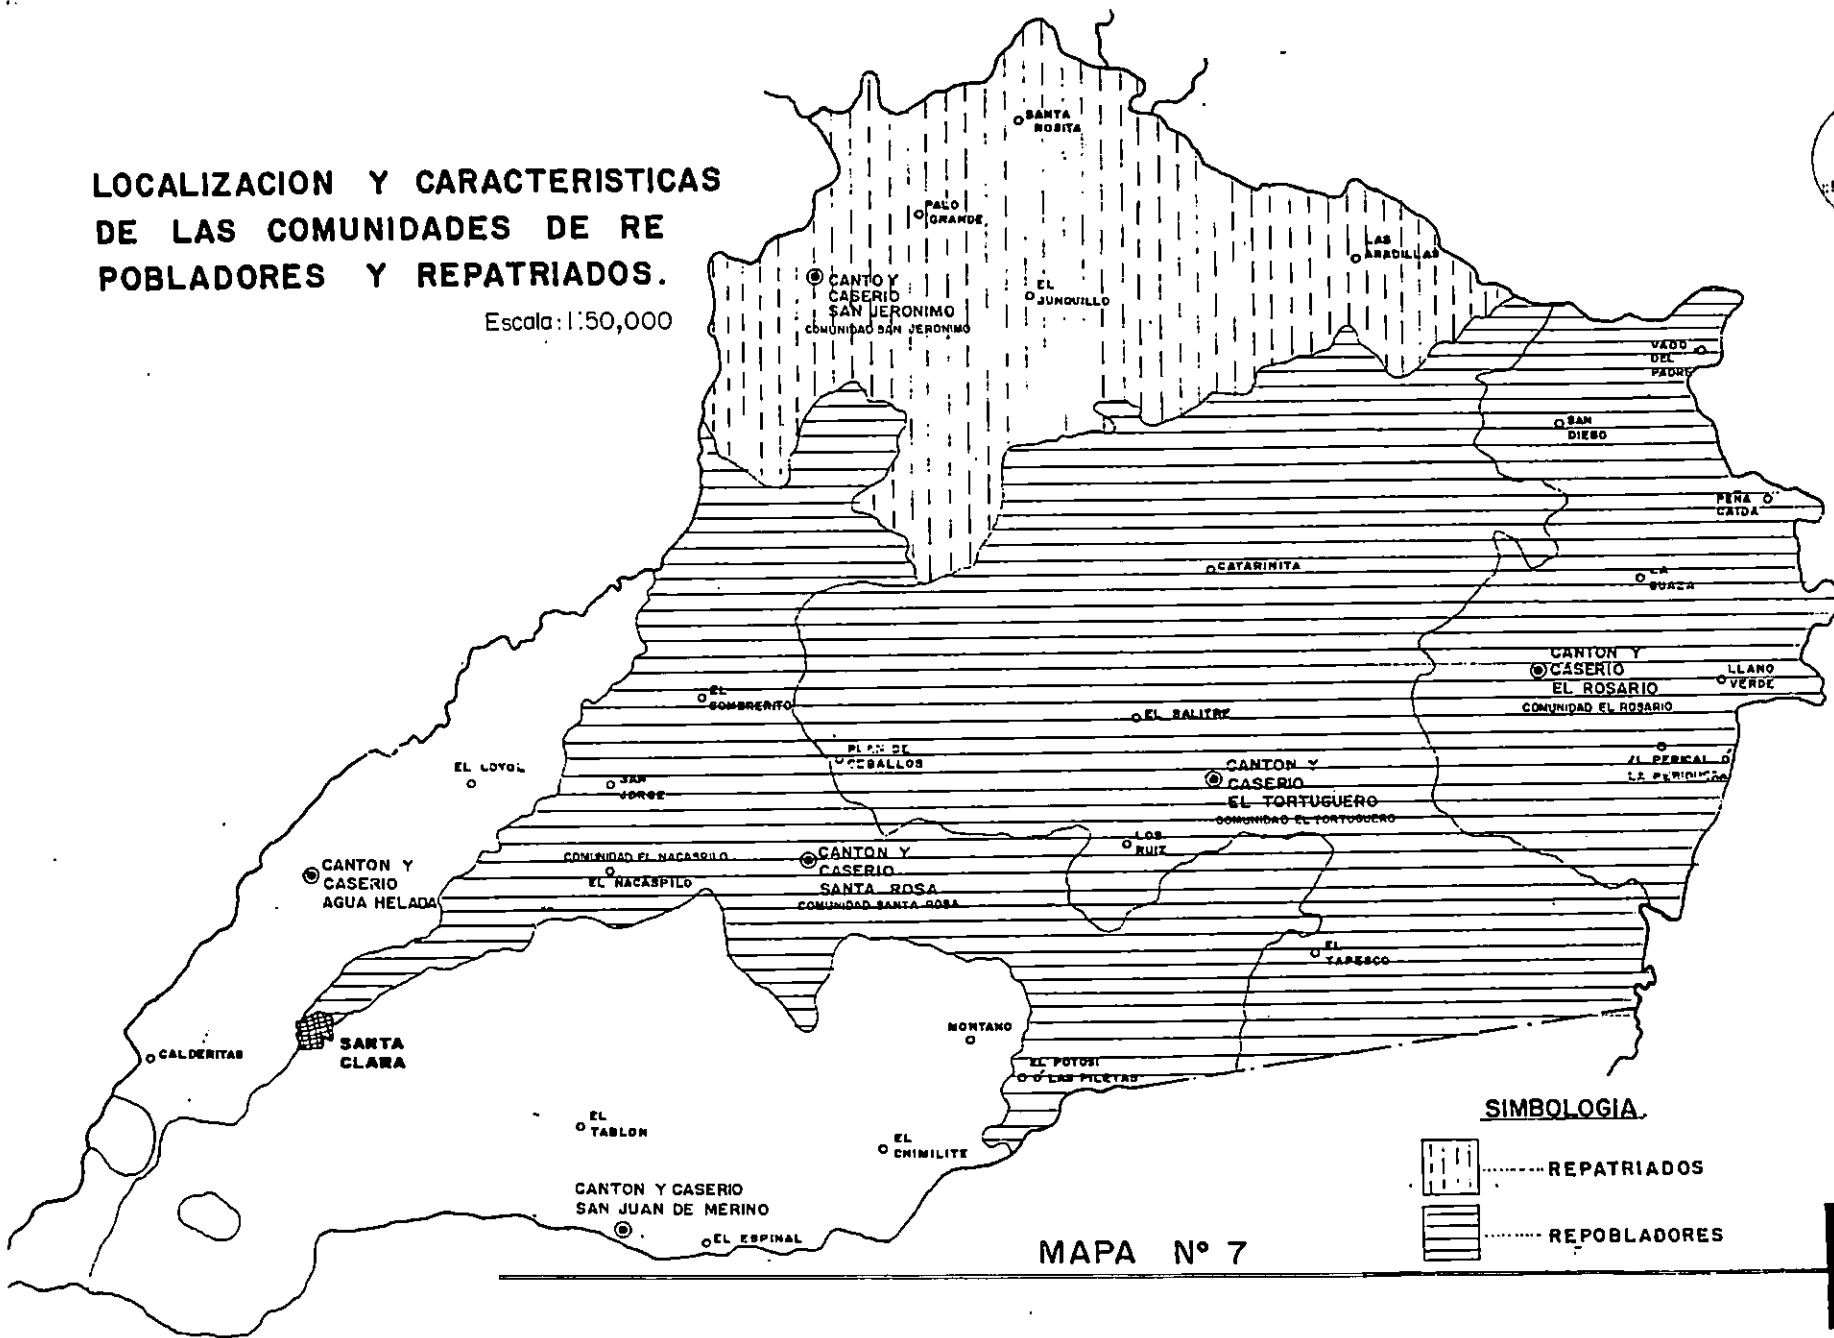 LOCALIZACION Y CARACTERISTICAS
DE LAS COMUNIDADES DE RE
POBLADORES Y REPATRIADOS.
Escala: 1:50,000
SANTA
ROSITA
PALO
GRANDE
LAS
ARADILLAS
CANTO Y
CASERIO
SAN JERONIMO
COMUNIDAD SAN JERONIMO
EL
JUNQUILLO
VADO
DEL
PADRE
SAN
DIEGO
PEÑA
CAIDA
CATARINITA
LA
CANTON Y
CASERIO
EL ROSARIO
COMUNIDAD EL ROSARIO
LLANO
VERDE
EL
SOMBRERITO
EL SALITRE
PLAN DE
CEBALLOS
EL PERICAL O
EL COYOL
SAN
JORGE
CANTON Y
CASERIO
EL TORTUGUERO
COMUNIDAD EL TORTUGUERO
LOS
RUIZ
CANTON Y
CASERIO
AGUA HELADA
COMUNIDAD EL NACASPILO
EL NACASPILO
CANTON Y
CASERIO
SANTA ROSA
COMUNIDAD SANTA ROSA
EL
TAPESCO
MONTANO
SANTA
CLARA
CALDERITAS
EL POTOSI
O LAS PILETAS
EL
TABLON
EL
CHIMILITE
CANTON Y CASERIO
SAN JUAN DE MERINO
EL ESPINAL
SIMBOLOGIA.
REPATRIADOS
REPOBLADORES
MAPA Nº 7